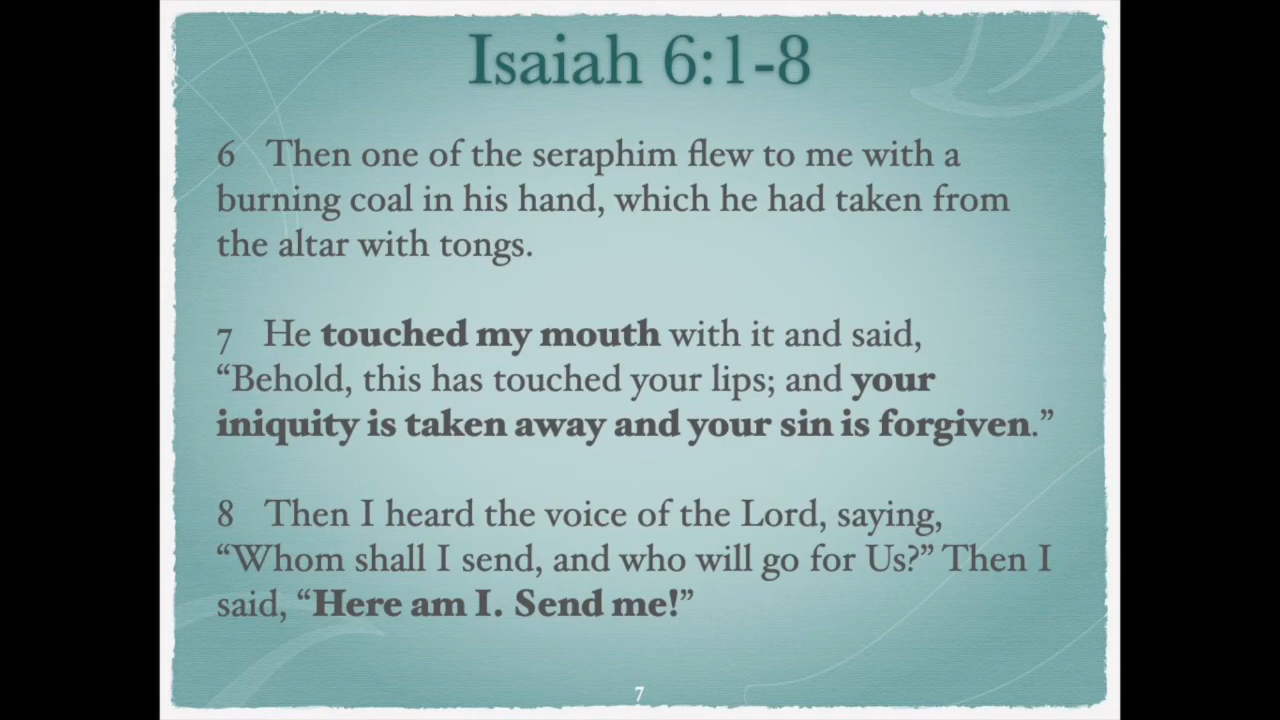 Isaiah 6:1-8
6 Then one of the seraphim flew to me with a
burning coal in his hand, which he had taken from
the altar with tongs.
7 He touched my mouth with it and said,
“Behold, this has touched your lips; and your
iniquity is taken away and your sin is forgiven.”
8 Then I heard the voice of the Lord, saying,
“Whom shall I send, and who will go for Us?” Then I
said, “Here am I. Send me!”
7